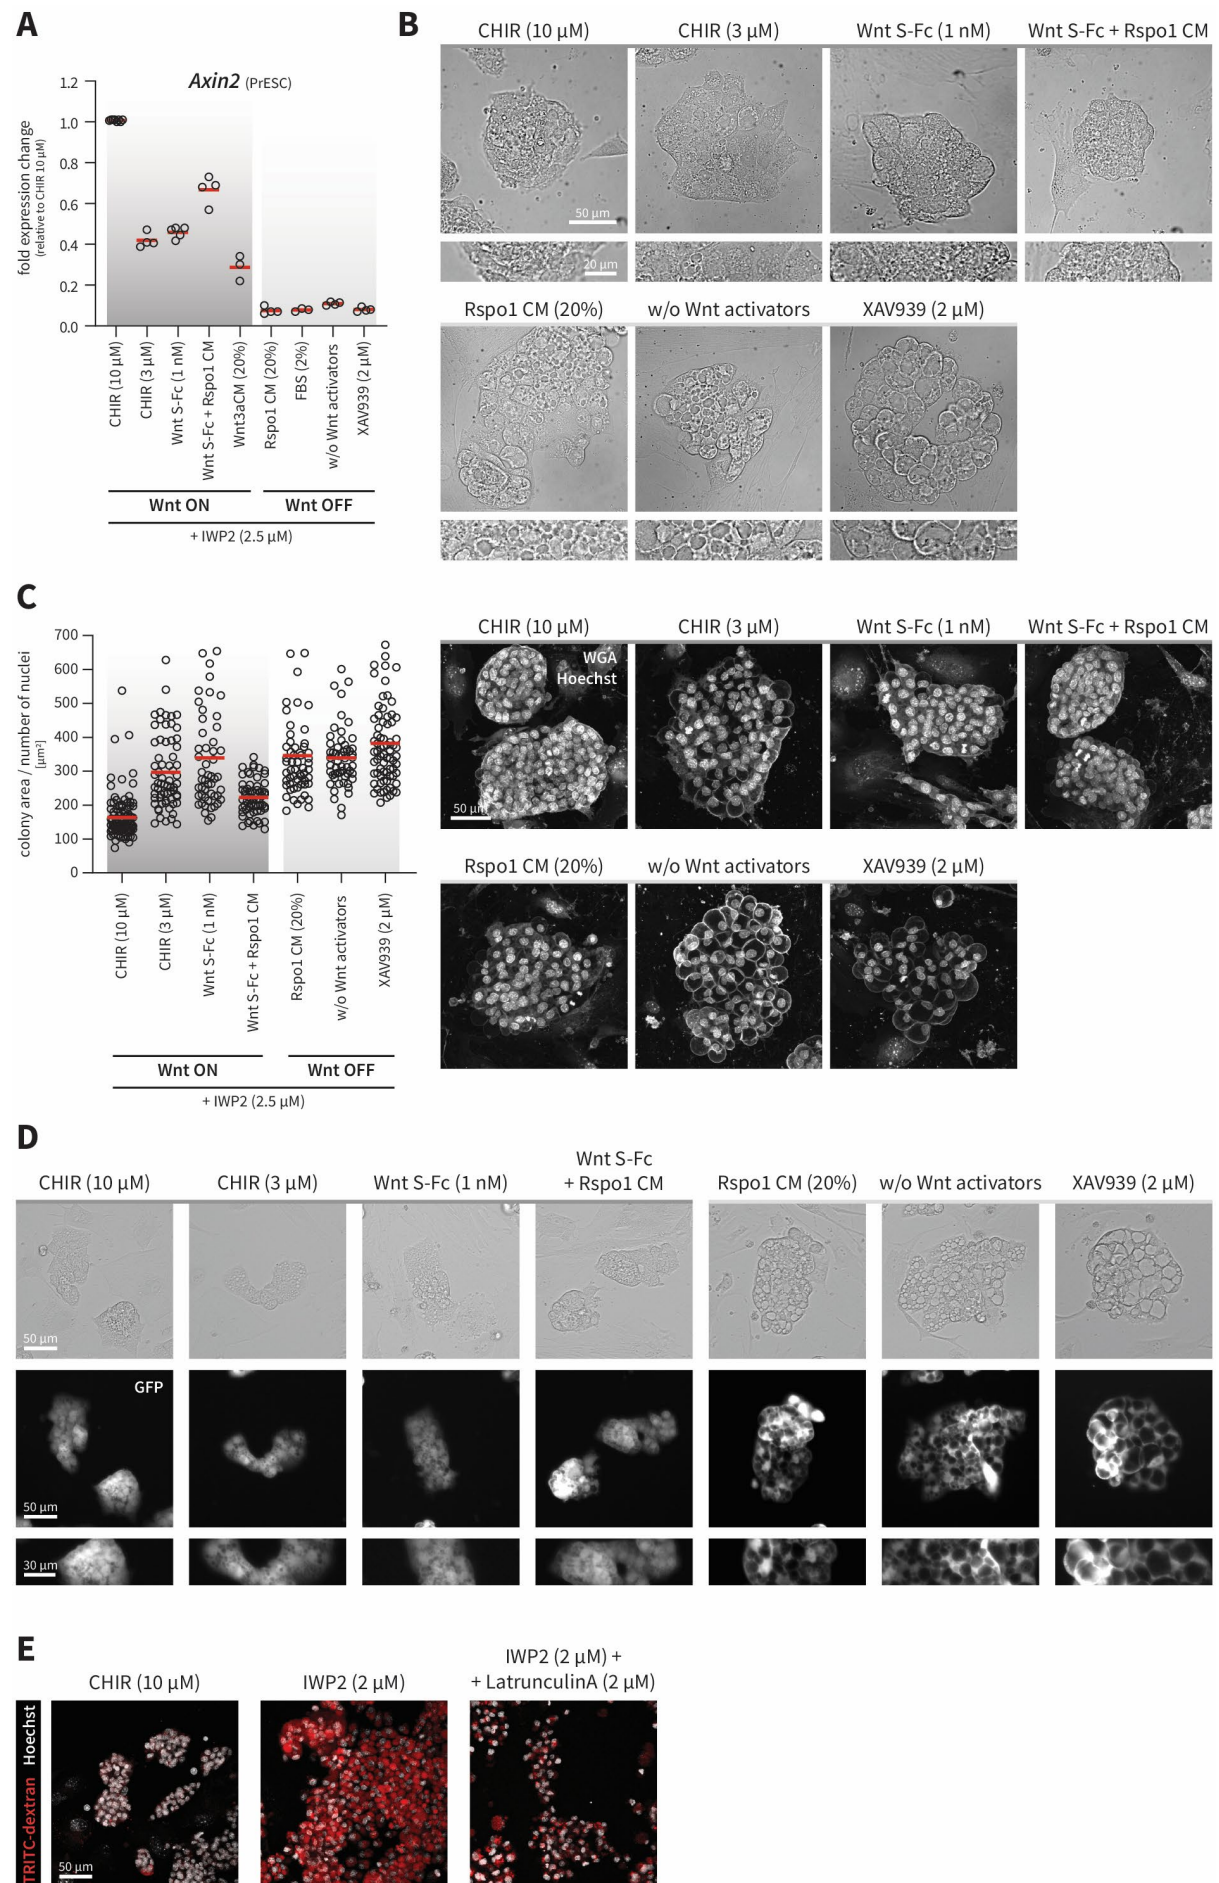 A
Axin2 (PrESC)
fold expression change
(relative to CHIR 10 µM)
1.2
1.0
0.8
0.6
0.4
0.2
0.0
CHIR (10 µM)
CHIR (3 µM)
Wnt S-Fc (1 nM)
Wnt S-Fc + Rspo1 CM
Wnt3aCM (20%)
Rspo1 CM (20%)
FBS (2%)
w/o Wnt activators
XAV939 (2 µM)
Wnt ON
Wnt OFF
+ IWP2 (2.5 µM)
B
CHIR (10 µM)
CHIR (3 µM)
Wnt S-Fc (1 nM)
Wnt S-Fc + Rspo1 CM
50 µm
20 µm
Rspo1 CM (20%)
w/o Wnt activators
XAV939 (2 µM)
C
colony area / number of nuclei
[µm²]
700
600
500
400
300
200
100
0
CHIR (10 µM)
CHIR (3 µM)
Wnt S-Fc (1 nM)
Wnt S-Fc + Rspo1 CM
Rspo1 CM (20%)
w/o Wnt activators
XAV939 (2 µM)
Wnt ON
Wnt OFF
+ IWP2 (2.5 µM)
CHIR (10 µM)
CHIR (3 µM)
Wnt S-Fc (1 nM)
Wnt S-Fc + Rspo1 CM
WGA
Hoechst
50 µm
Rspo1 CM (20%)
w/o Wnt activators
XAV939 (2 µM)
D
CHIR (10 µM)
CHIR (3 µM)
Wnt S-Fc (1 nM)
Wnt S-Fc
+ Rspo1 CM
Rspo1 CM (20%)
w/o Wnt activators
XAV939 (2 µM)
50 µm
GFP
50 µm
30 µm
E
CHIR (10 µM)
IWP2 (2 µM)
IWP2 (2 µM) +
+ LatrunculinA (2 µM)
TRITC-dextran Hoechst
50 µm